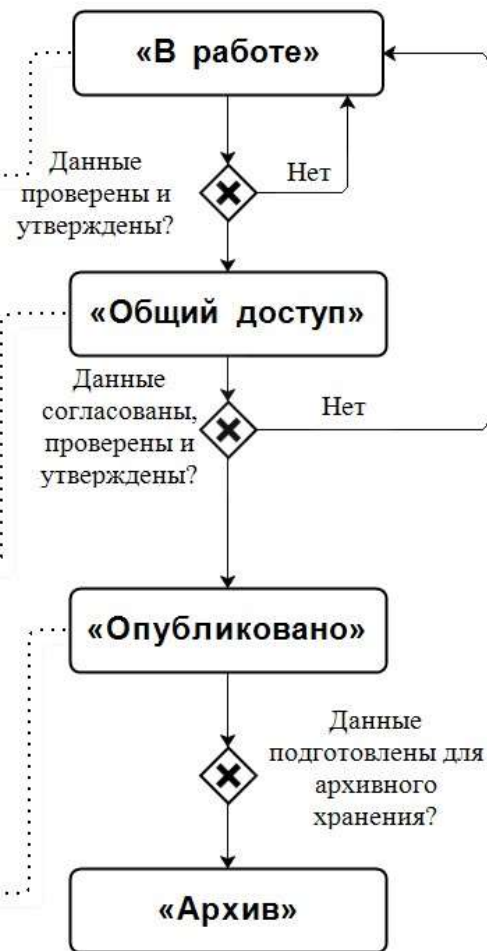 «В работе»
Данные
проверены и
утверждены?
Нет
«Общий доступ»
Данные
согласованы,
проверены и
утверждены?
Нет
«Опубликовано»
Данные
подготовлены для
архивного
хранения?
«Архив»